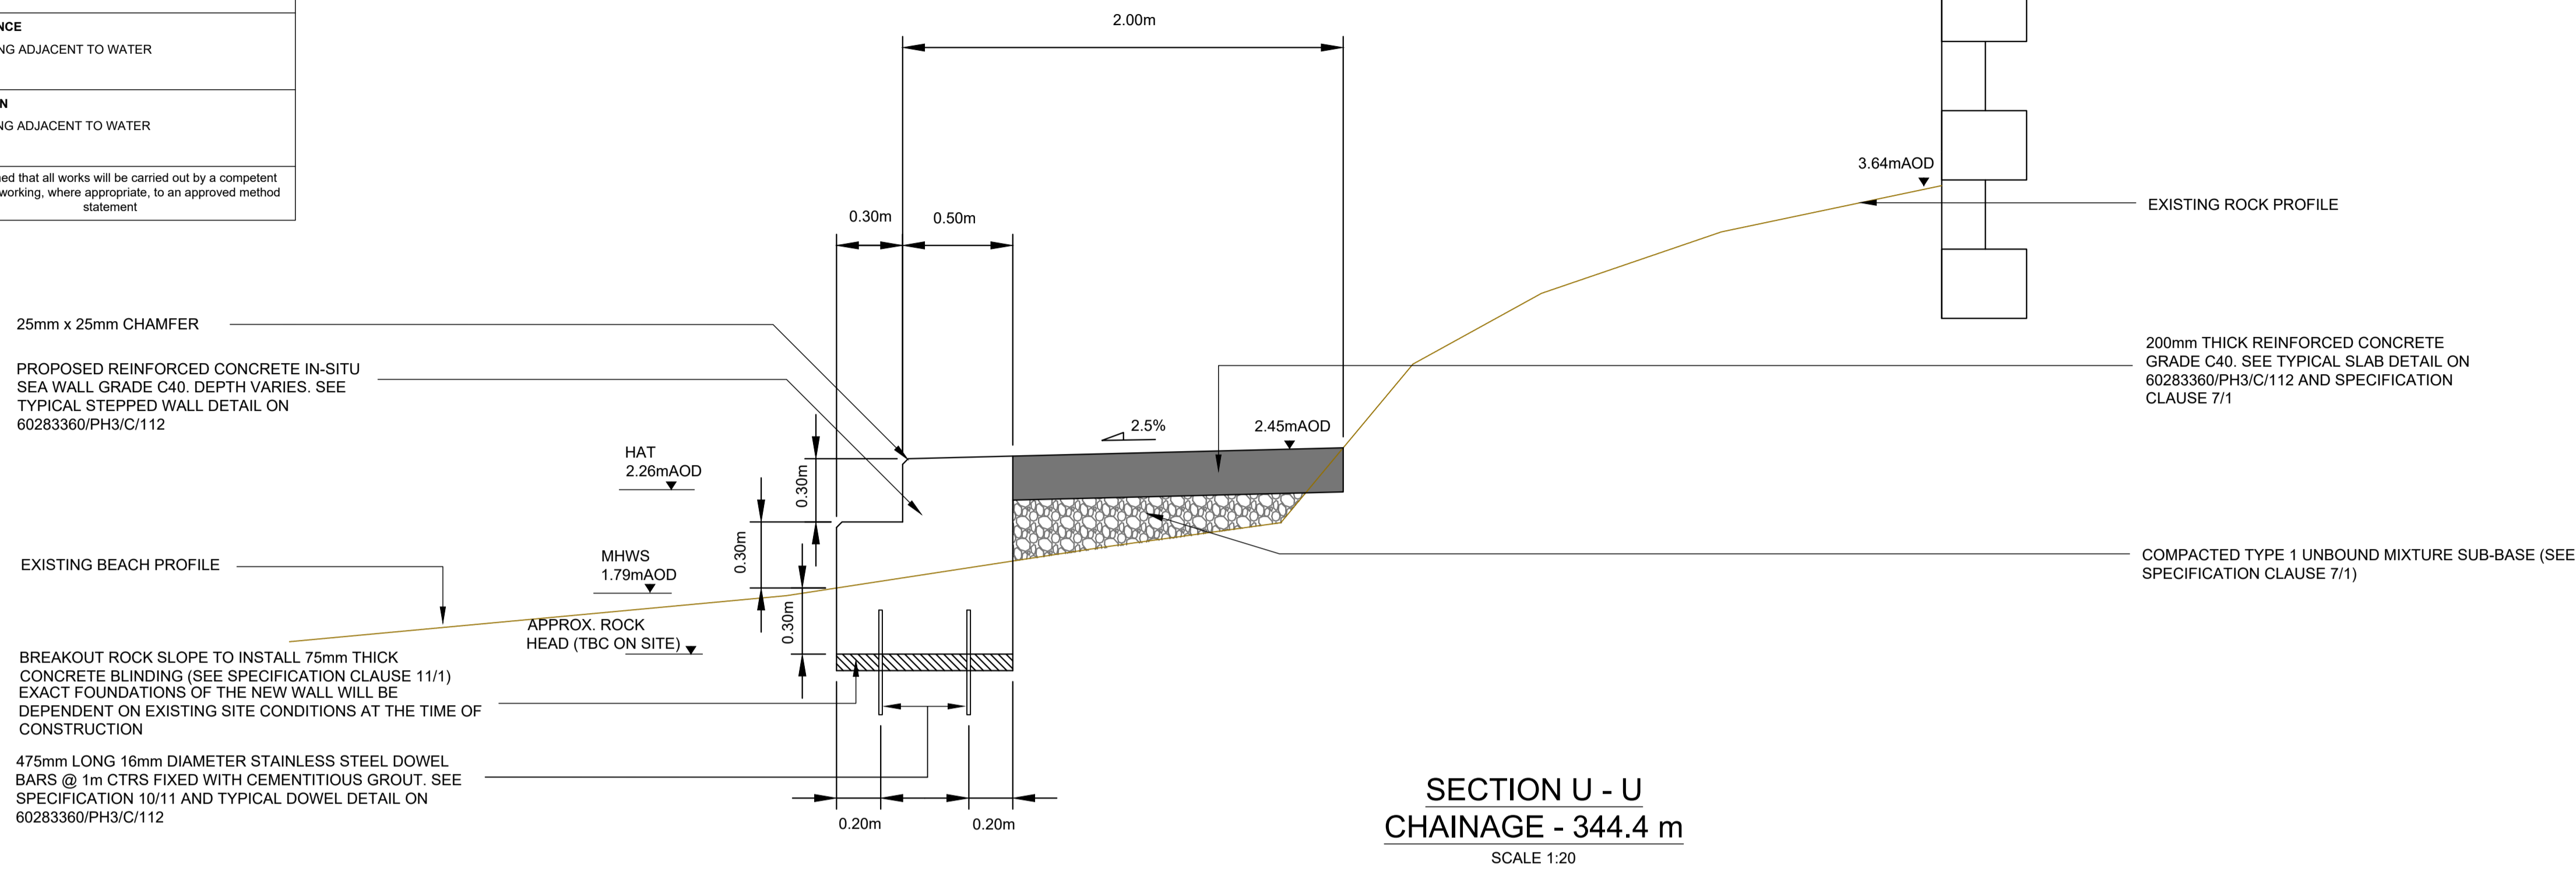 NCE
NG ADJACENT TO WATER
N
NG ADJACENT TO WATER
ed that all works will be carried out by a competent
working, where appropriate, to an approved method
statement
2.00m
0.30m
0.50m
3.64mAOD
EXISTING ROCK PROFILE
25mm x 25mm CHAMFER
PROPOSED REINFORCED CONCRETE IN-SITU
SEA WALL GRADE C40. DEPTH VARIES. SEE
TYPICAL STEPPED WALL DETAIL ON
60283360/PH3/C/112
200mm THICK REINFORCED CONCRETE
GRADE C40. SEE TYPICAL SLAB DETAIL ON
60283360/PH3/C/112 AND SPECIFICATION
CLAUSE 7/1
2.5%
2.45mAOD
HAT
2.26mAOD
0.30m
0.30m
0.30m
MHWS
1.79mAOD
EXISTING BEACH PROFILE
COMPACTED TYPE 1 UNBOUND MIXTURE SUB-BASE (SEE
SPECIFICATION CLAUSE 7/1)
APPROX. ROCK
HEAD (TBC ON SITE)
BREAKOUT ROCK SLOPE TO INSTALL 75mm THICK
CONCRETE BLINDING (SEE SPECIFICATION CLAUSE 11/1)
EXACT FOUNDATIONS OF THE NEW WALL WILL BE
DEPENDENT ON EXISTING SITE CONDITIONS AT THE TIME OF
CONSTRUCTION
475mm LONG 16mm DIAMETER STAINLESS STEEL DOWEL
BARS @ 1m CTRS FIXED WITH CEMENTITIOUS GROUT. SEE
SPECIFICATION 10/11 AND TYPICAL DOWEL DETAIL ON
60283360/PH3/C/112
0.20m
0.20m
SECTION U - U
CHAINAGE - 344.4 m
SCALE 1:20